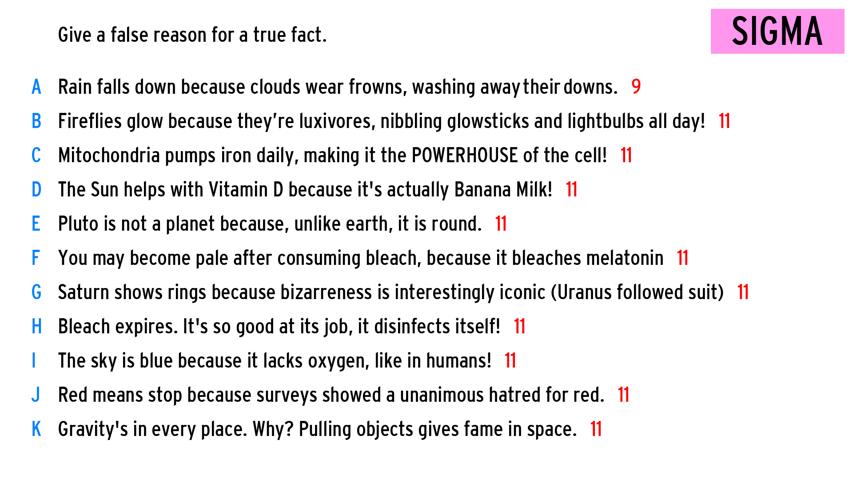 Give a false reason for a true fact.
SIGMA
A Rain falls down because clouds wear frowns, washing away their downs. 9
B Fireflies glow because they’re luxivores, nibbling glowsticks and lightbulbs all day! 11
C Mitochondria pumps iron daily, making it the POWERHOUSE of the cell! 11
D The Sun helps with Vitamin D because it's actually Banana Milk! 11
E Pluto is not a planet because, unlike earth, it is round. 11
F You may become pale after consuming bleach, because it bleaches melatonin 11
G Saturn shows rings because bizarreness is interestingly iconic (Uranus followed suit) 11
H Bleach expires. It's so good at its job, it disinfects itself! 11
I The sky is blue because it lacks oxygen, like in humans! 11
J Red means stop because surveys showed a unanimous hatred for red. 11
K Gravity's in every place. Why? Pulling objects gives fame in space. 11